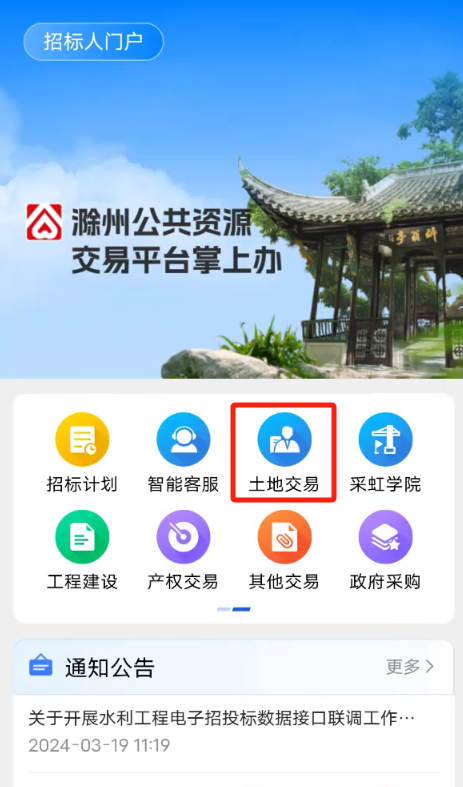 招标人门户
滁州公共资源
交易平台掌上办
醉翁亭
招标计划 智能客服 土地交易 采虹学院
工程建设 产权交易 其他交易 政府采购
通知公告 更多
关于开展水利工程电子招投标数据接口联调工作…
2024-03-19 11:19